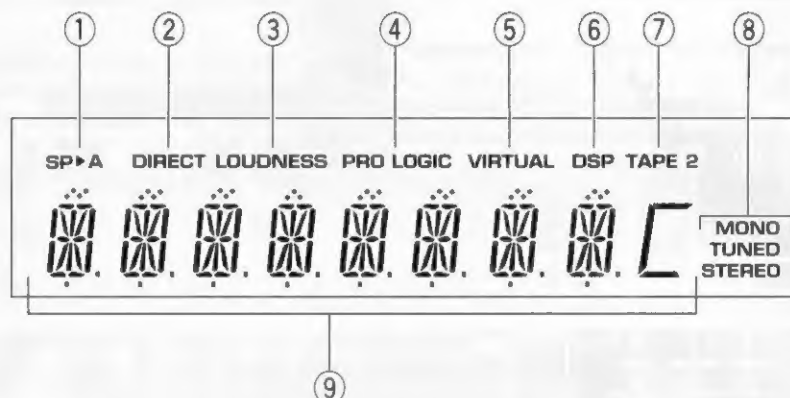 ① ② ③ ④ ⑤ ⑥ ⑦ ⑧
SP▶A DIRECT LOUDNESS PRO LOGIC VIRTUAL DSP TAPE 2
MONO
TUNED
STEREO
⑨